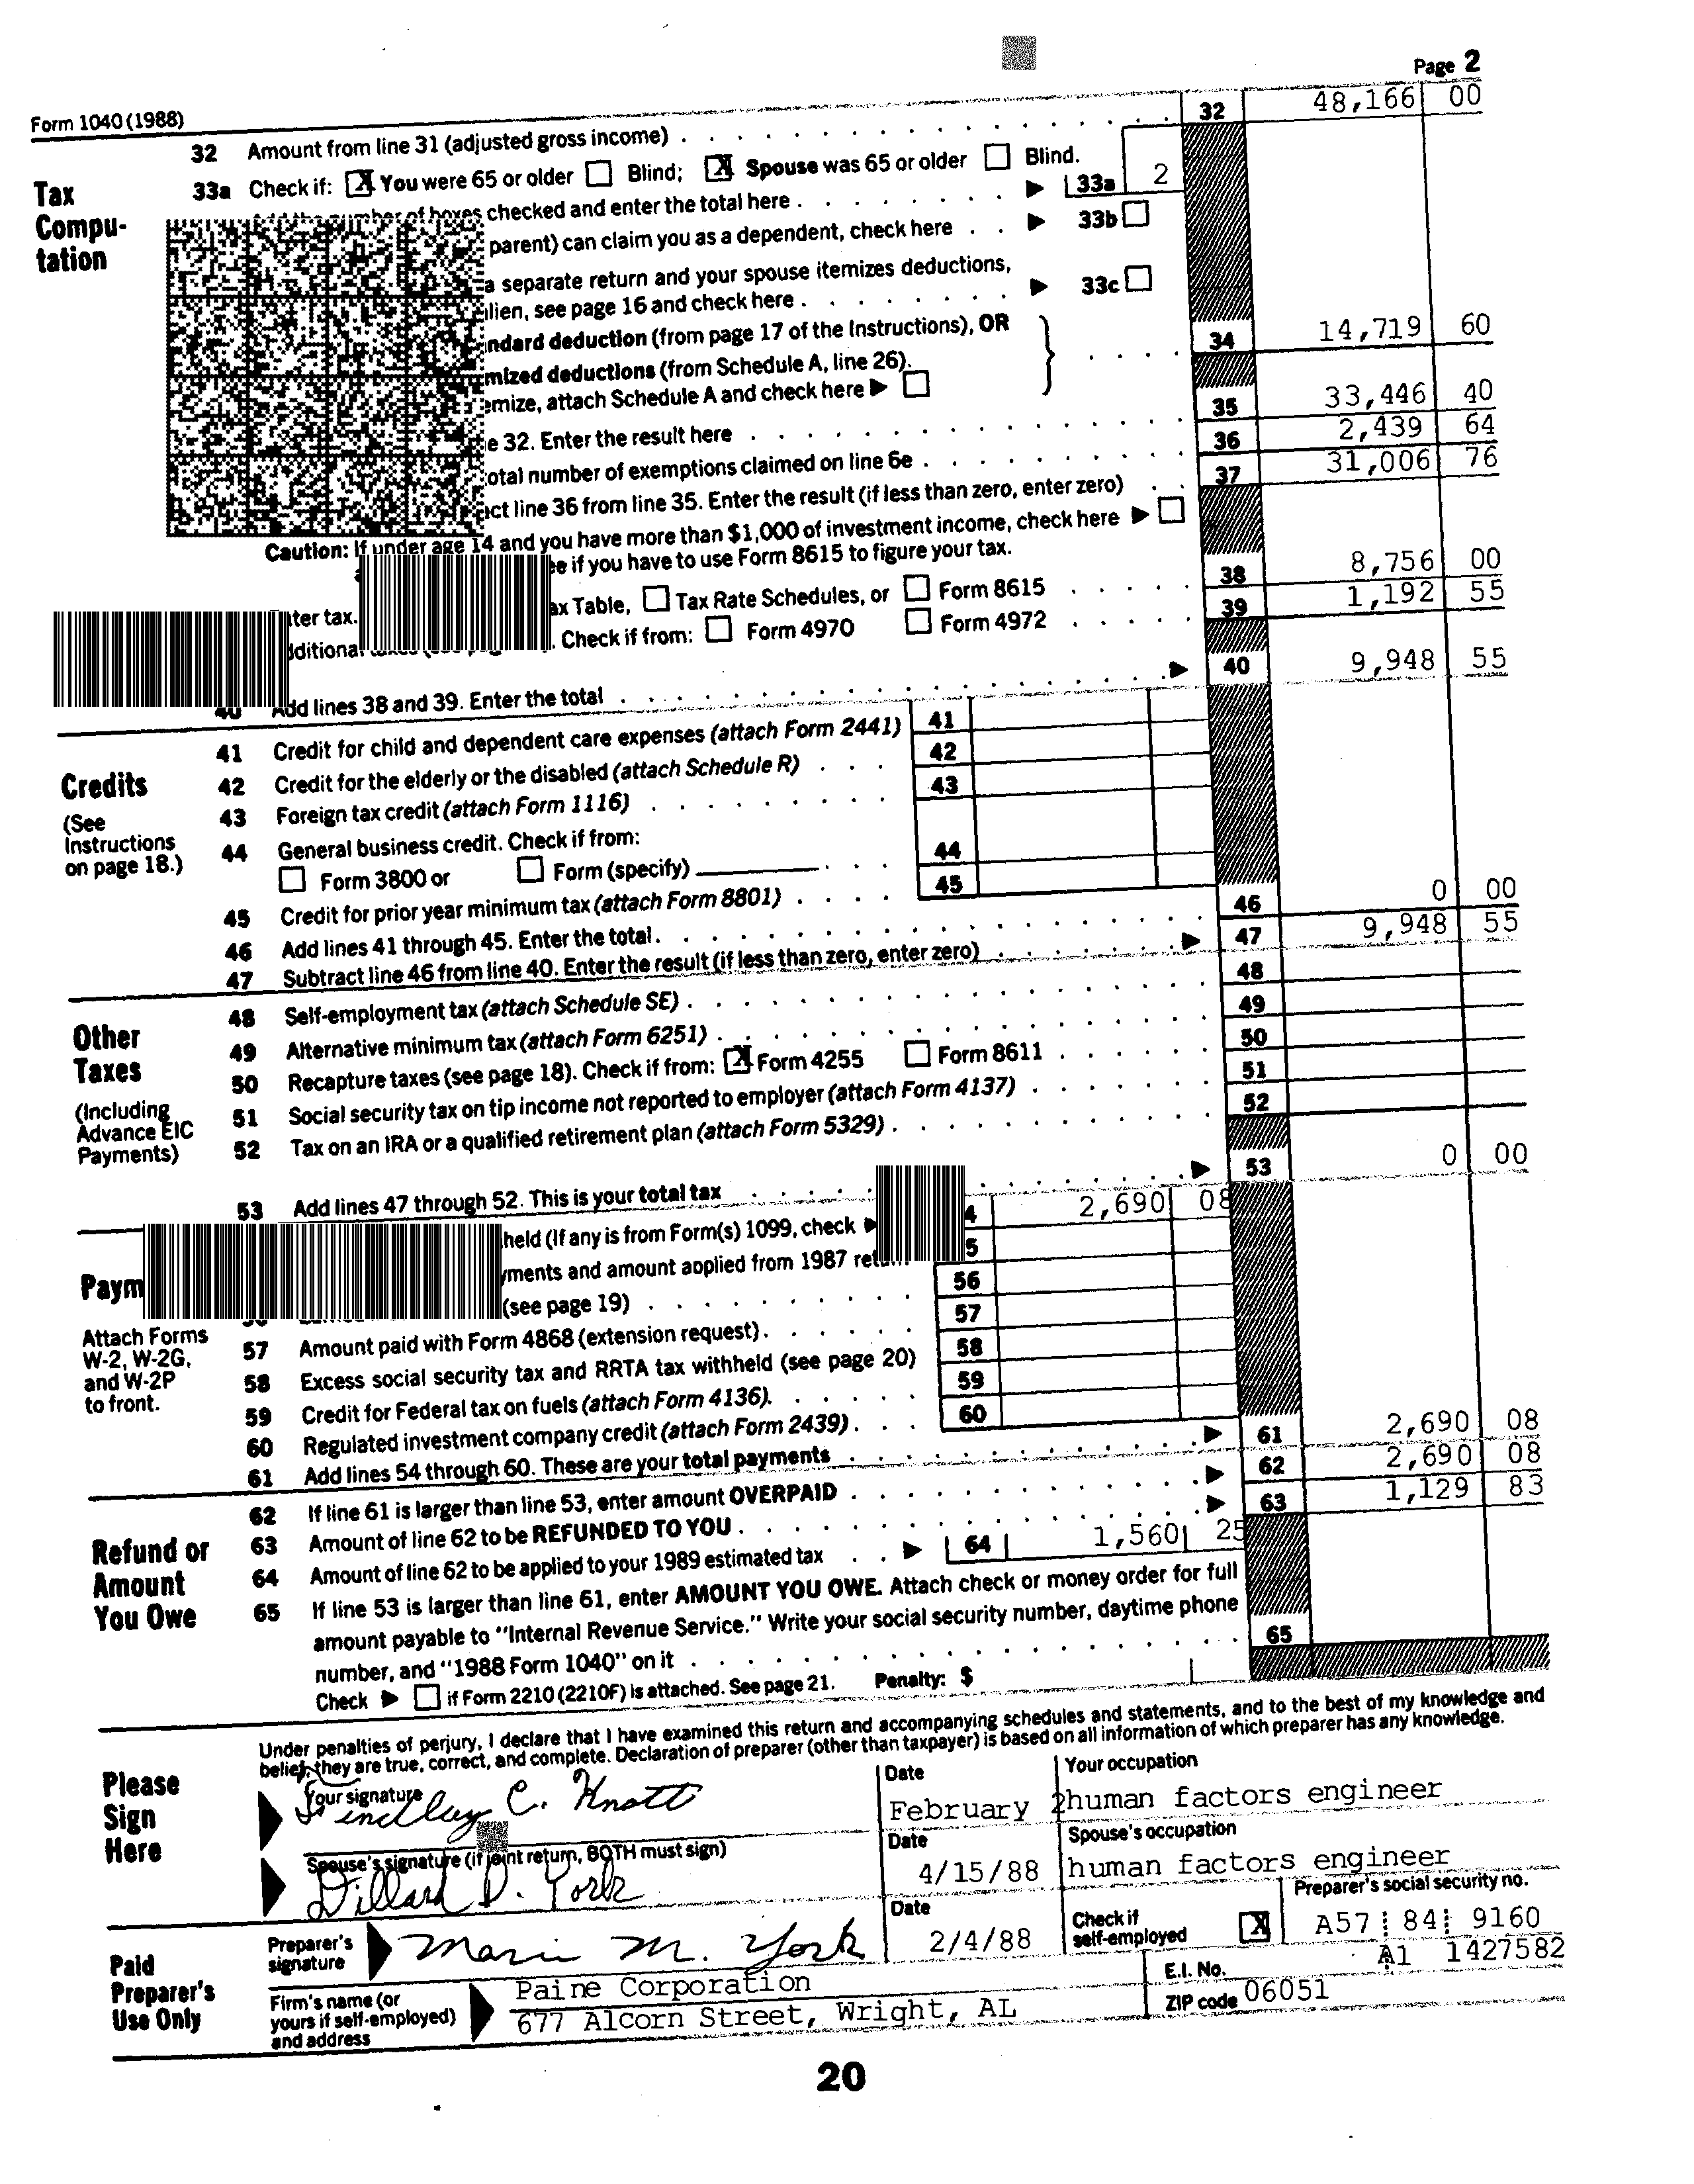 Page 2
Form 1040 (1988)
32 Amount from line 31 (adjusted gross income) 32 48,166 00
Tax Compu- tation
33a Check if: X You were 65 or older Blind; X Spouse was 65 or older Blind.
number of boxes checked and enter the total here 33a 2
parent) can claim you as a dependent, check here 33b
a separate return and your spouse itemizes deductions,
lien, see page 16 and check here 33c
ndard deduction (from page 17 of the Instructions), OR 34 14,719 60
mized deductions (from Schedule A, line 26).
emize, attach Schedule A and check here
e 32. Enter the result here 35 33,446 40
otal number of exemptions claimed on line 6e 36 2,439 64
ct line 36 from line 35. Enter the result (if less than zero, enter zero) 37 31,006 76
Caution: If under age 14 and you have more than $1,000 of investment income, check here
e if you have to use Form 8615 to figure your tax.
ter tax. ax Table, Tax Rate Schedules, or Form 8615 38 8,756 00
dditional . Check if from: Form 4970 Form 4972 39 1,192 55
40 Add lines 38 and 39. Enter the total 40 9,948 55
Credits
(See Instructions on page 18.)
41 Credit for child and dependent care expenses (attach Form 2441) 41
42 Credit for the elderly or the disabled (attach Schedule R) 42
43 Foreign tax credit (attach Form 1116) 43
44 General business credit. Check if from:
Form 3800 or Form (specify) 44
45 Credit for prior year minimum tax (attach Form 8801) 45
46 Add lines 41 through 45. Enter the total. 46 0 00
47 Subtract line 46 from line 40. Enter the result (if less than zero, enter zero) 47 9,948 55
Other Taxes
(Including Advance EIC Payments)
48 Self-employment tax (attach Schedule SE) 48
49 Alternative minimum tax (attach Form 6251) 49
50 Recapture taxes (see page 18). Check if from: X Form 4255 Form 8611 50
51 Social security tax on tip income not reported to employer (attach Form 4137) 51
52 Tax on an IRA or a qualified retirement plan (attach Form 5329) 52
53 Add lines 47 through 52. This is your total tax 53 0 00
Paym
Attach Forms W-2, W-2G, and W-2P to front.
held (If any is from Form(s) 1099, check 4 2,690 08
yments and amount applied from 1987 5
(see page 19) 56
57 Amount paid with Form 4868 (extension request). 57
58 Excess social security tax and RRTA tax withheld (see page 20) 58
59 Credit for Federal tax on fuels (attach Form 4136). 59
60 Regulated investment company credit (attach Form 2439) 60
61 Add lines 54 through 60. These are your total payments 61 2,690 08
Refund or Amount You Owe
62 If line 61 is larger than line 53, enter amount OVERPAID 62 2,690 08
63 Amount of line 62 to be REFUNDED TO YOU 63 1,129 83
64 Amount of line 62 to be applied to your 1989 estimated tax 64 1,560 25
65 If line 53 is larger than line 61, enter AMOUNT YOU OWE. Attach check or money order for full
amount payable to "Internal Revenue Service." Write your social security number, daytime phone
number, and "1988 Form 1040" on it 65
Check if Form 2210 (2210F) is attached. See page 21. Penalty: $
Please Sign Here
Under penalties of perjury, I declare that I have examined this return and accompanying schedules and statements, and to the best of my knowledge and
belief, they are true, correct, and complete. Declaration of preparer (other than taxpayer) is based on all information of which preparer has any knowledge.
Your signature C. Knott
Date February 2
Your occupation human factors engineer
Spouse's signature (if joint return, BOTH must sign) Dillard D. York
Date 4/15/88
Spouse's occupation human factors engineer
Paid Preparer's Use Only
Preparer's signature M. York
Date 2/4/88
Check if self-employed X
Preparer's social security no. A57 84 9160
Firm's name (or yours if self-employed) and address Paine Corporation
677 Alcorn Street, Wright, AL
E.I. No. A1 1427582
ZIP code 06051
20